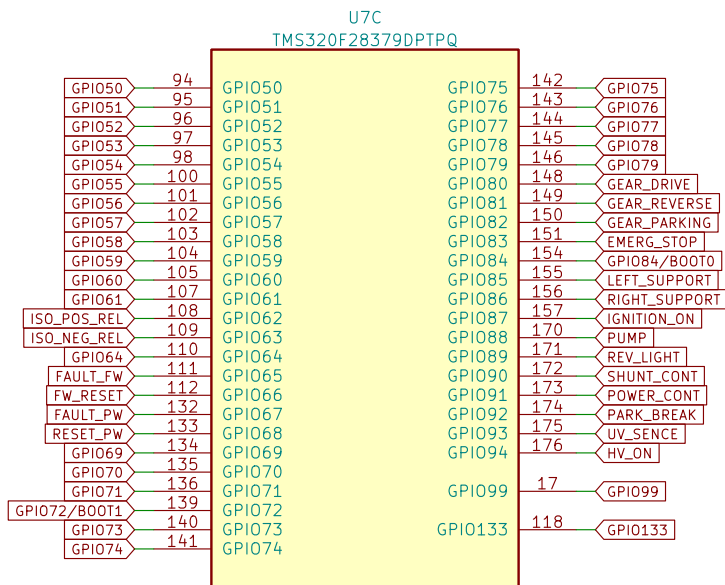 U7C
TMS320F28379DPTPQ
GPIO50 94 GPIO50 GPIO75 142 GPIO75
GPIO51 95 GPIO51 GPIO76 143 GPIO76
GPIO52 96 GPIO52 GPIO77 144 GPIO77
GPIO53 97 GPIO53 GPIO78 145 GPIO78
GPIO54 98 GPIO54 GPIO79 146 GPIO79
GPIO55 100 GPIO55 GPIO80 148 GEAR_DRIVE
GPIO56 101 GPIO56 GPIO81 149 GEAR_REVERSE
GPIO57 102 GPIO57 GPIO82 150 GEAR_PARKING
GPIO58 103 GPIO58 GPIO83 151 EMERG_STOP
GPIO59 104 GPIO59 GPIO84 154 GPIO84/BOOT0
GPIO60 105 GPIO60 GPIO85 155 LEFT_SUPPORT
GPIO61 107 GPIO61 GPIO86 156 RIGHT_SUPPORT
ISO_POS_REL 108 GPIO62 GPIO87 157 IGNITION_ON
ISO_NEG_REL 109 GPIO63 GPIO88 170 PUMP
GPIO64 110 GPIO64 GPIO89 171 REV_LIGHT
FAULT_FW 111 GPIO65 GPIO90 172 SHUNT_CONT
FW_RESET 112 GPIO66 GPIO91 173 POWER_CONT
FAULT_PW 132 GPIO67 GPIO92 174 PARK_BREAK
RESET_PW 133 GPIO68 GPIO93 175 UV_SENCE
GPIO69 134 GPIO69 GPIO94 176 HV_ON
GPIO70 135 GPIO70
GPIO71 136 GPIO71 GPIO99 17 GPIO99
GPIO72/BOOT1 139 GPIO72
GPIO73 140 GPIO73 GPIO133 118 GPIO133
GPIO74 141 GPIO74